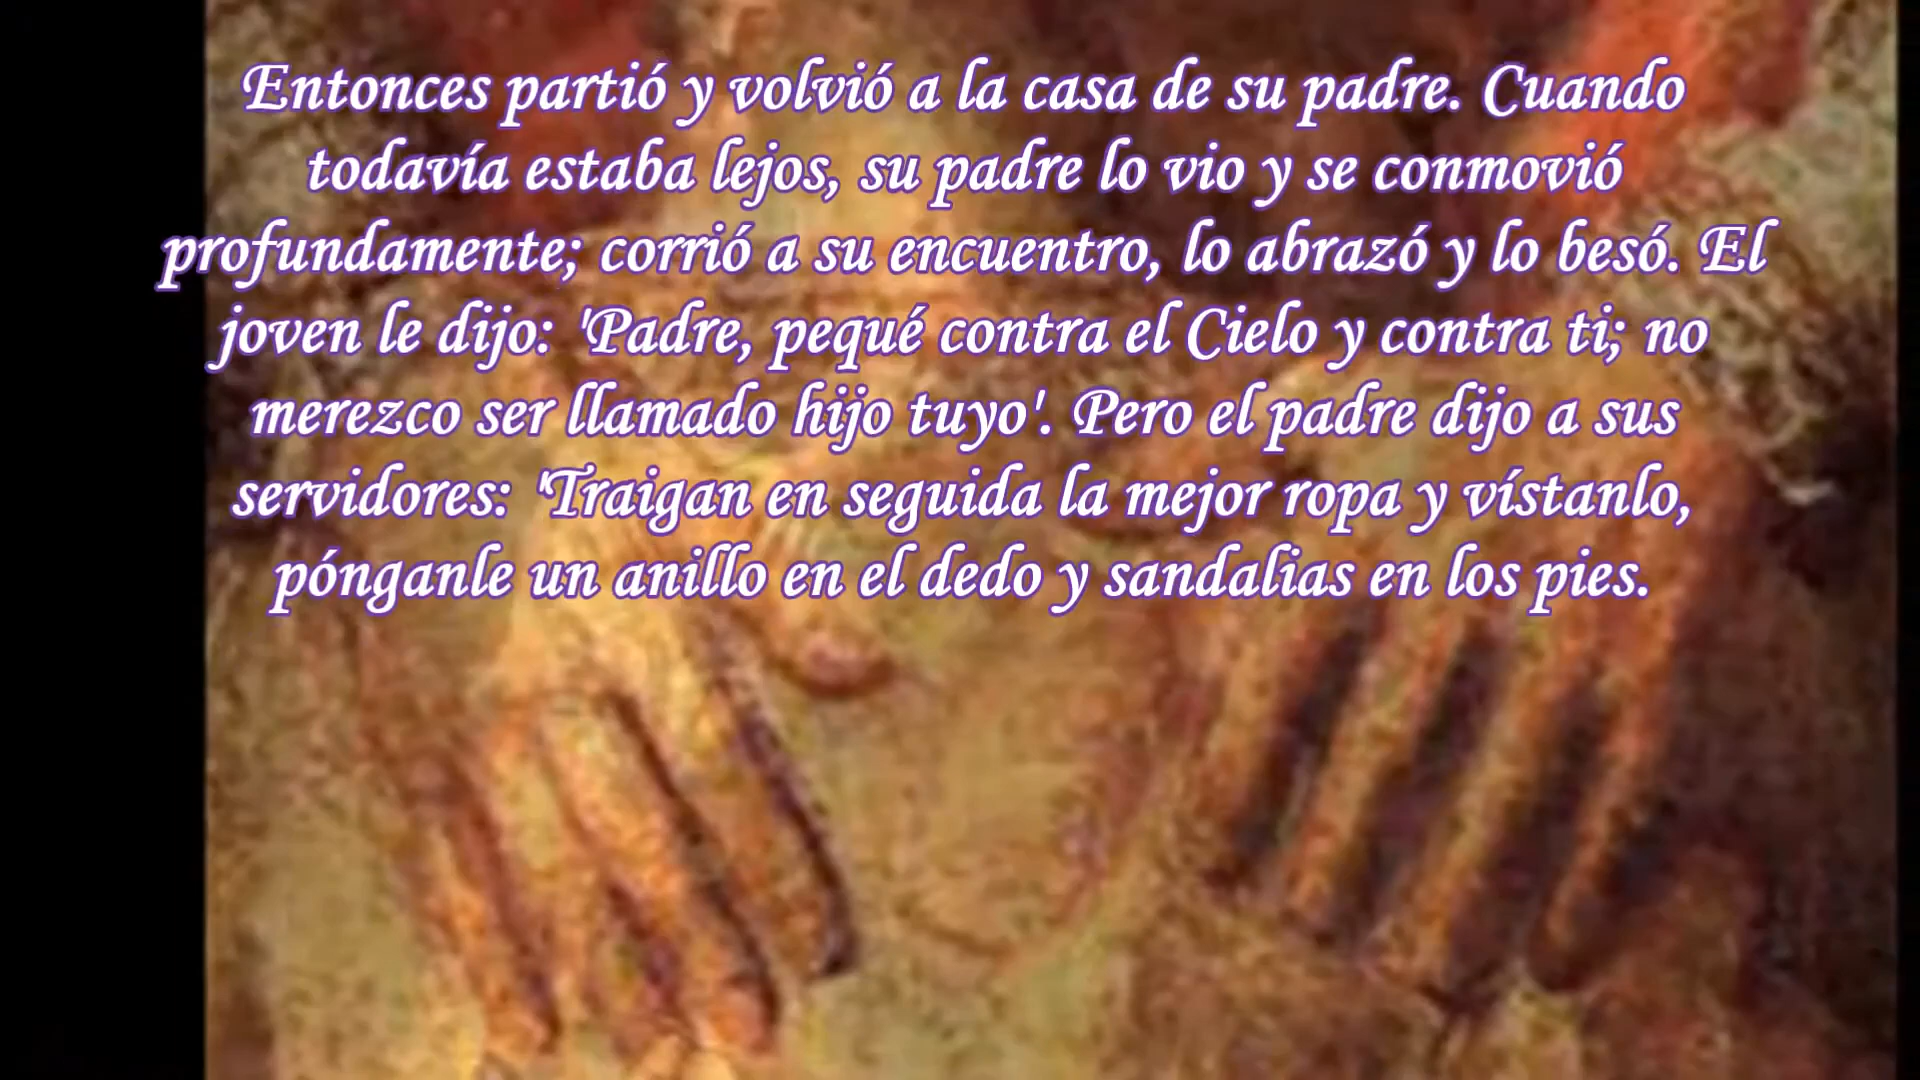 Entonces partió y volvió a la casa de su padre. Cuando
todavía estaba lejos, su padre lo vio y se conmovió
profundamente; corrió a su encuentro, lo abrazó y lo besó. El
joven le dijo: 'Padre, pequé contra el Cielo y contra ti; no
merezco ser llamado hijo tuyo'. Pero el padre dijo a sus
servidores: 'Traigan en seguida la mejor ropa y vístanlo,
pónganle un anillo en el dedo y sandalias en los pies.